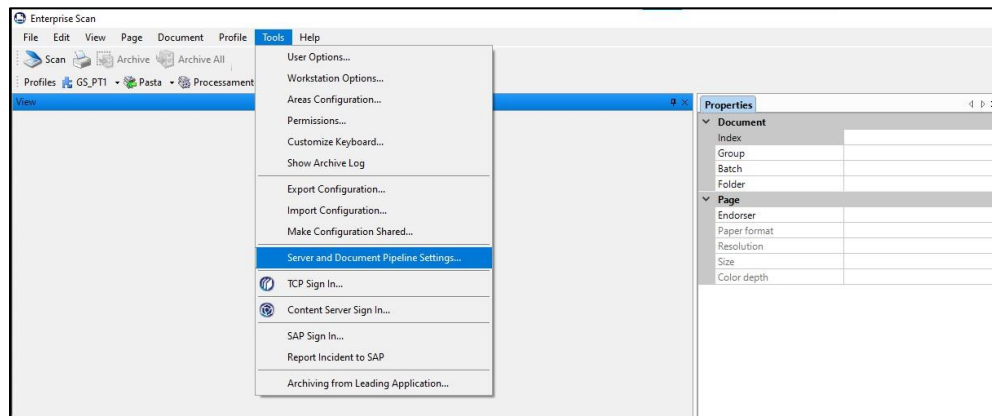 Enterprise Scan
File Edit View Page Document Profile Tools Help
Scan Archive Archive All
Profiles GS_PT1 Pasta Processament
View
User Options...
Workstation Options...
Areas Configuration...
Permissions...
Customize Keyboard...
Show Archive Log
Export Configuration...
Import Configuration...
Make Configuration Shared...
Server and Document Pipeline Settings...
TCP Sign In...
Content Server Sign In...
SAP Sign In...
Report Incident to SAP
Archiving from Leading Application...
Properties
Document
Index
Group
Batch
Folder
Page
Endorser
Paper format
Resolution
Size
Color depth